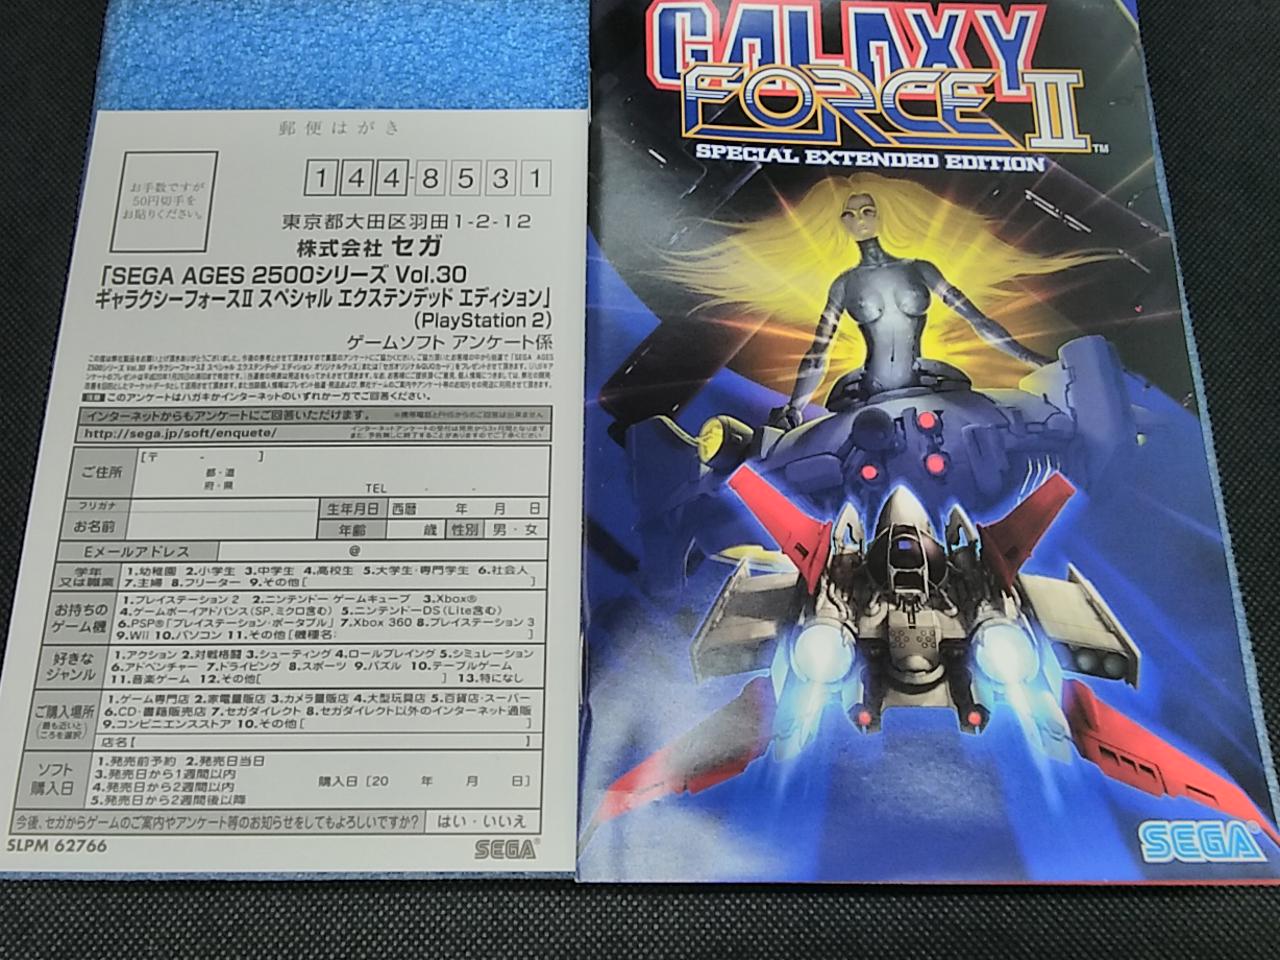 郵便はがき
お手数ですが
50円切手を
お貼りください。
144-8531
東京都大田区羽田1-2-12
株式会社 セガ
「SEGA AGES 2500シリーズ Vol.30
ギャラクシーフォースⅡ スペシャル エクステンデッド エディション」
(PlayStation 2)
ゲームソフト アンケート係
注意 このアンケートはハガキかインターネットのいずれか一方でご回答ください。
インターネットからもアンケートにご回答いただけます。 ※携帯電話とPHSからのご回答は出来ません
http://sega.jp/soft/enquete/
ご住所 [〒 - ]
都・道
府・県
TEL - -
フリガナ
お名前
生年月日 西暦 年 月 日
年齢 歳 性別 男・女
Eメールアドレス @
学年
又は職業
1.幼稚園 2.小学生 3.中学生 4.高校生 5.大学生・専門学生 6.社会人
7.主婦 8.フリーター 9.その他[ ]
お持ちの
ゲーム機
1.プレイステーション 2 2.ニンテンドー ゲームキューブ 3.Xbox®
4.ゲームボーイアドバンス(SP,ミクロ含む) 5.ニンテンドーDS(Lite含む)
6.PSP®「プレイステーション・ポータブル」 7.Xbox 360 8.プレイステーション 3
9.Wii 10.パソコン 11.その他[機種名: ]
好きな
ジャンル
1.アクション 2.対戦格闘 3.シューティング 4.ロールプレイング 5.シミュレーション
6.アドベンチャー 7.ドライビング 8.スポーツ 9.パズル 10.テーブルゲーム
11.音楽ゲーム 12.その他[ ] 13.特になし
ご購入場所
(最も近いと
ころを選択)
1.ゲーム専門店 2.家電量販店 3.カメラ量販店 4.大型玩具店 5.百貨店・スーパー
6.CD・書籍販売店 7.セガダイレクト 8.セガダイレクト以外のインターネット通販
9.コンビニエンスストア 10.その他[ ]
店名[ ]
ソフト
購入日
1.発売前予約 2.発売日当日
3.発売日から1週間以内
4.発売日から2週間以内
5.発売日から2週間後以降
購入日[20 年 月 日]
今後、セガからゲームのご案内やアンケート等のお知らせをしてもよろしいですか? はい・いいえ
SLPM 62766
SEGA®
GALAXY
FORCE II™
SPECIAL EXTENDED EDITION
SEGA®